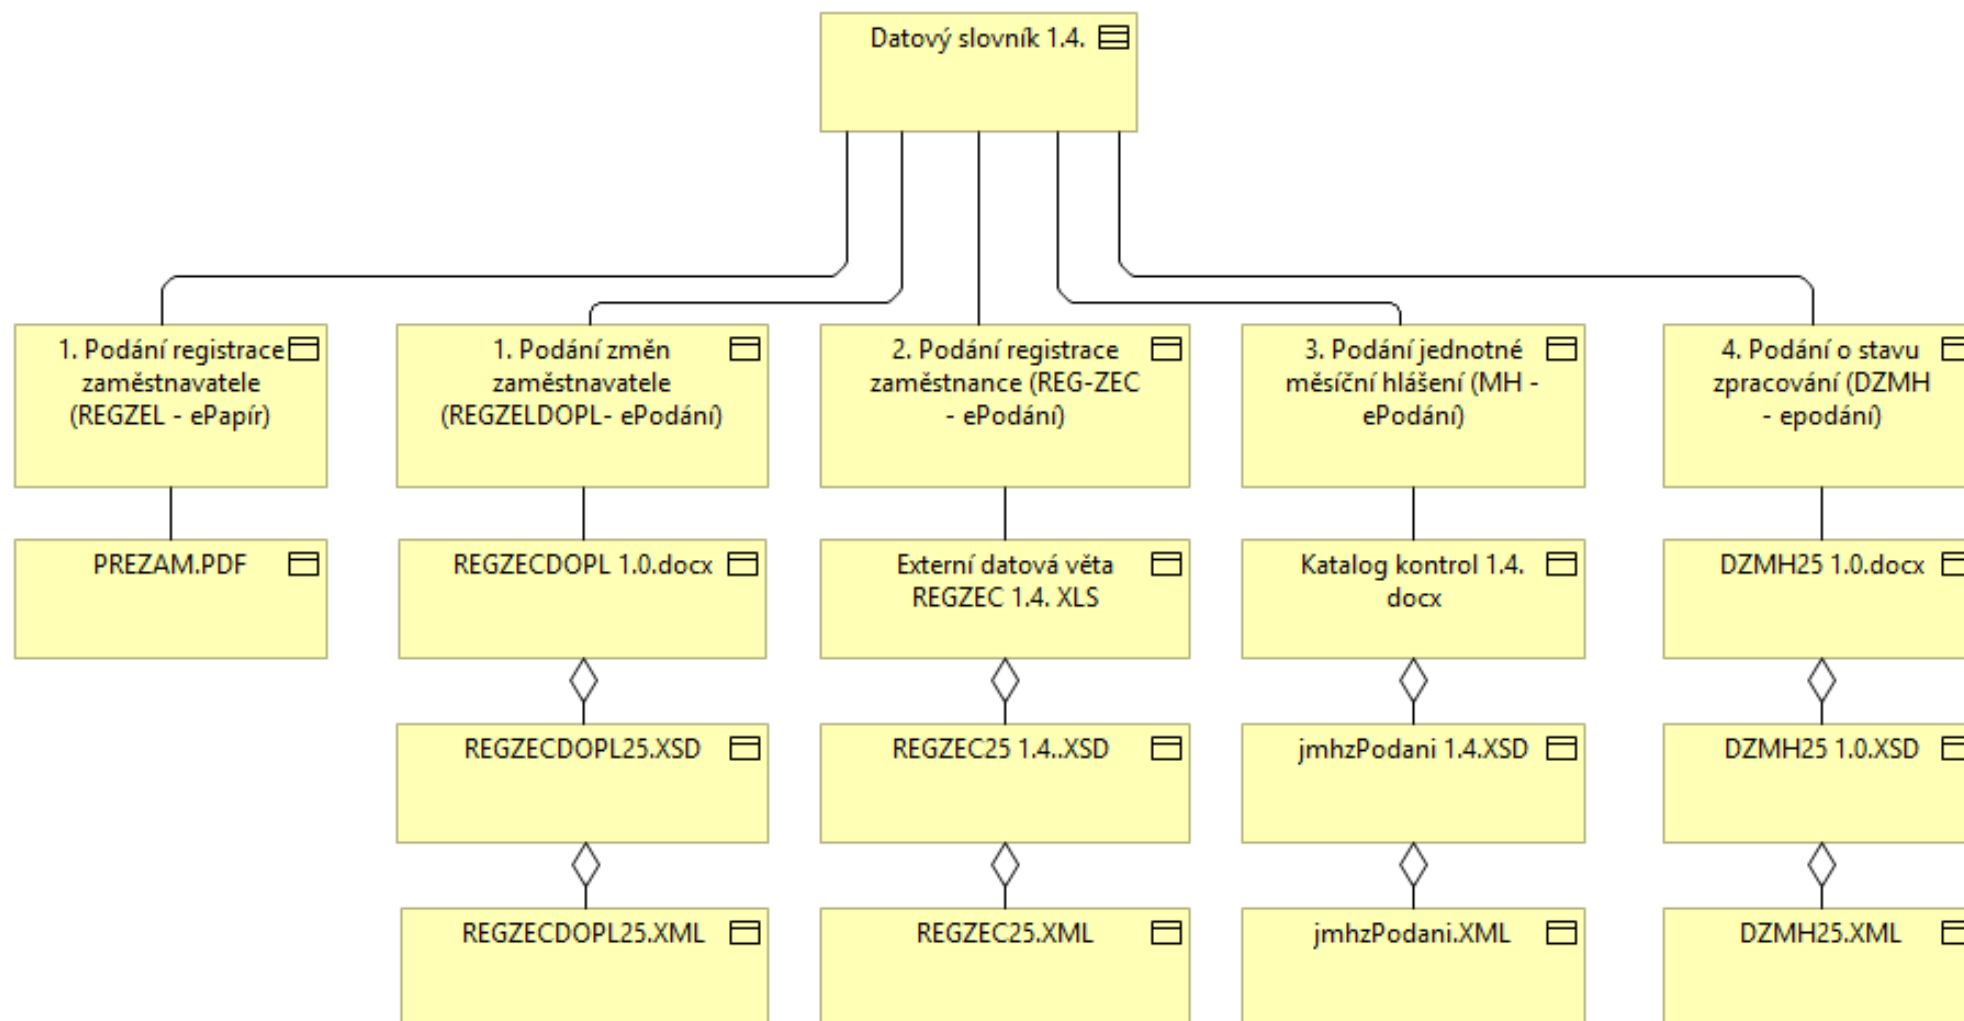 Datový slovník 1.4.
1. Podání registrace
zaměstnavatele
(REGZEL - ePapír)
1. Podání změn
zaměstnavatele
(REGZELDOPL- ePodání)
2. Podání registrace
zaměstnance (REG-ZEC
- ePodání)
3. Podání jednotné
měsíční hlášení (MH -
ePodání)
4. Podání o stavu
zpracování (DZMH
- epodání)
PREZAM.PDF
REGZECDOPL 1.0.docx
Externí datová věta
REGZEC 1.4. XLS
Katalog kontrol 1.4.
docx
DZMH25 1.0.docx
REGZECDOPL25.XSD
REGZEC25 1.4..XSD
jmhzPodani 1.4.XSD
DZMH25 1.0.XSD
REGZECDOPL25.XML
REGZEC25.XML
jmhzPodani.XML
DZMH25.XML